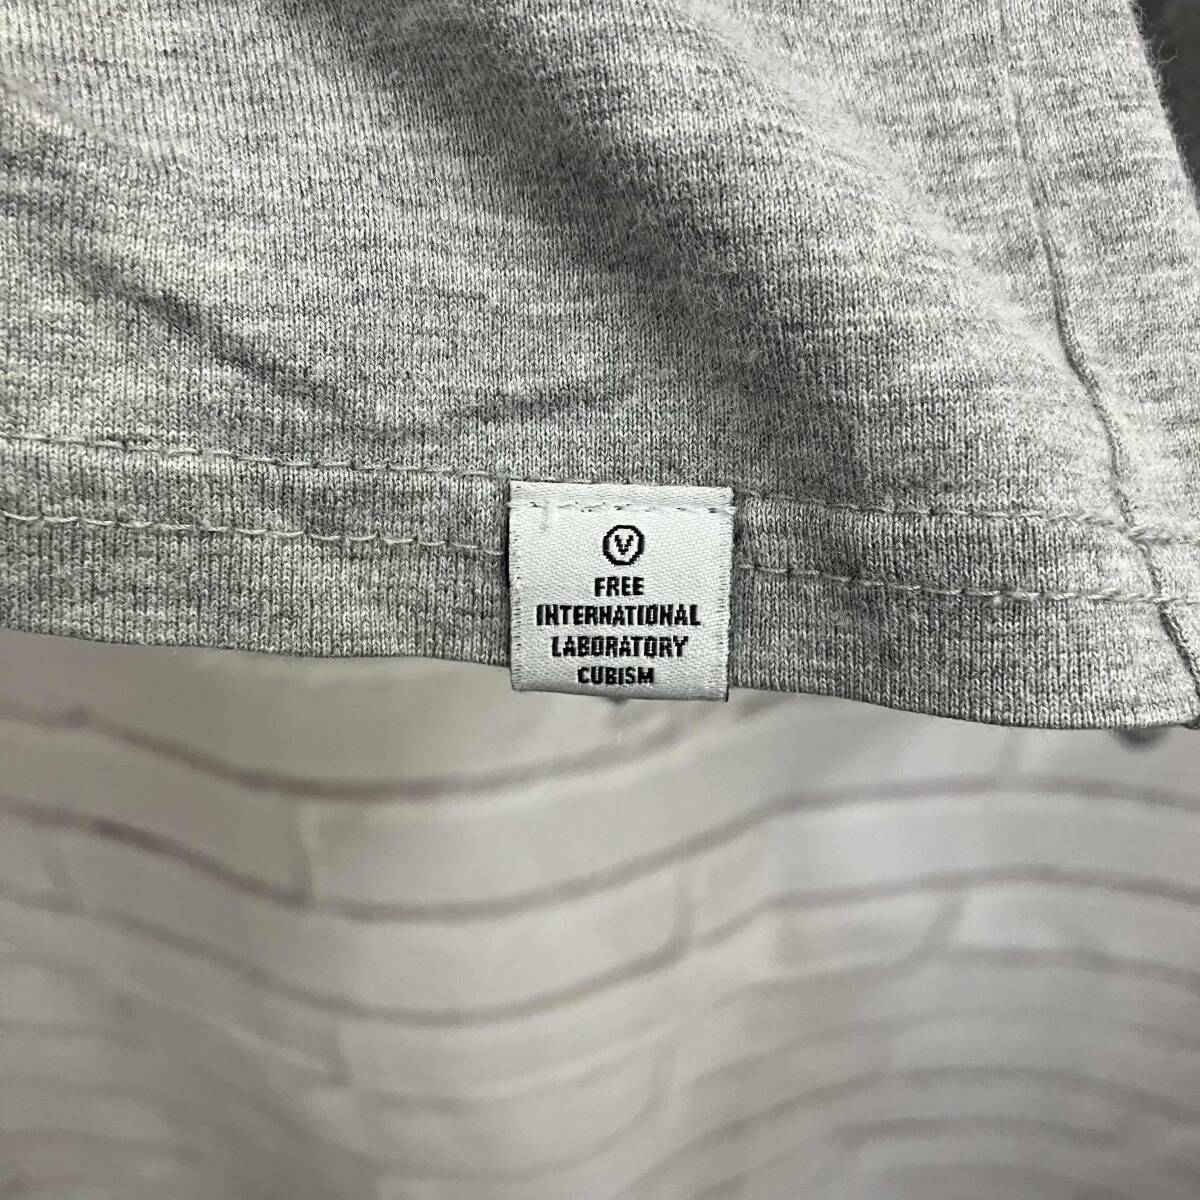 V
FREE
INTERNATIONAL
LABORATORY
CUBISM